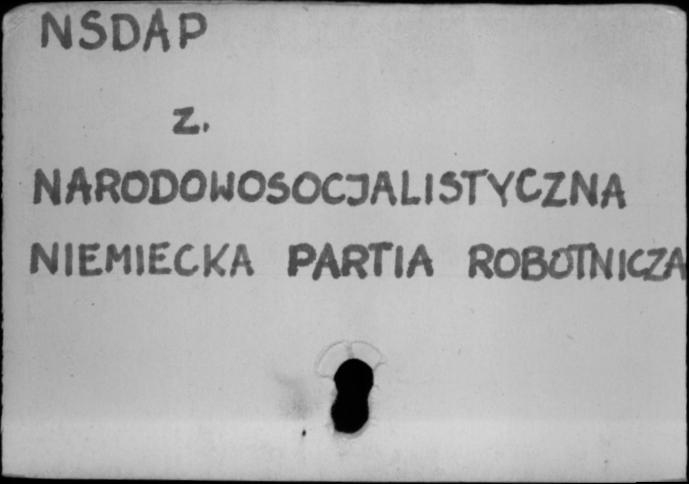 NSDAP
z.
NARODOWOSOCJALISTYCZNA
NIEMIECKA PARTIA ROBOTNICZA